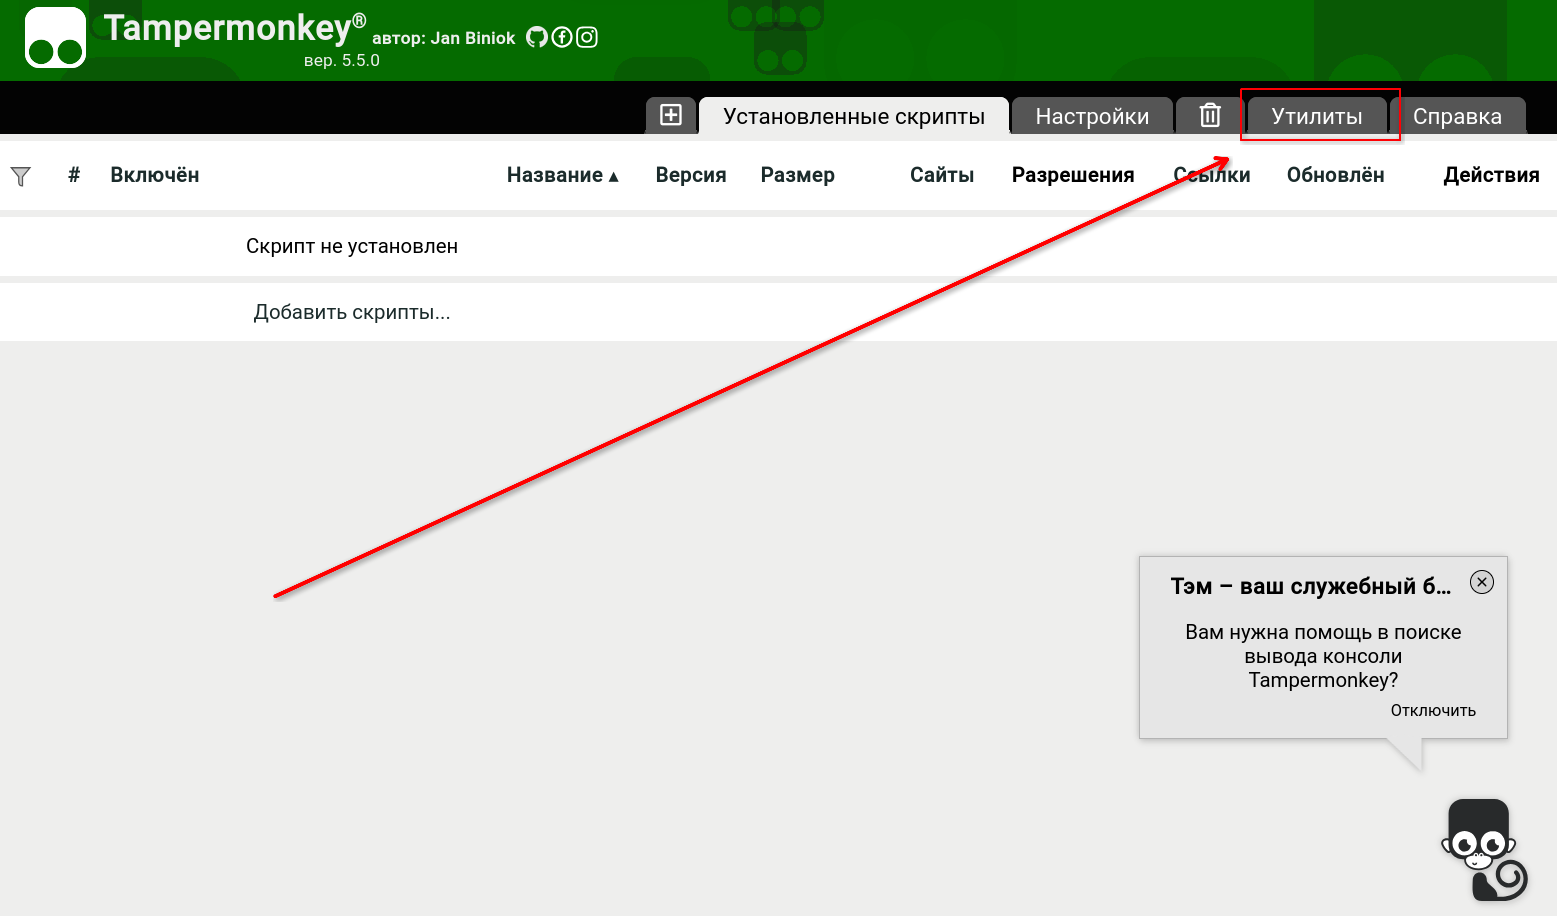 Tampermonkey® автор: Jan Biniok
вер. 5.5.0
Установленные скрипты Настройки Утилиты Справка
# Включён Название ▴ Версия Размер Сайты Разрешения Ссылки Обновлён Действия
Скрипт не установлен
Добавить скрипты...
Тэм – ваш служебный б...
Вам нужна помощь в поиске
вывода консоли
Tampermonkey?
Отключить